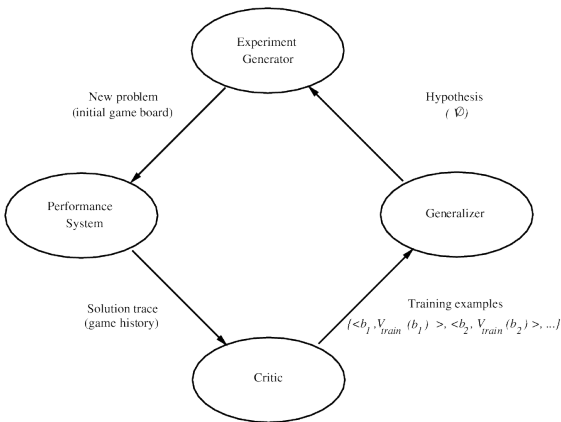 Experiment
Generator
New problem
(initial game board)
Hypothesis
Performance
System
Generalizer
Solution trace
(game history)
Training examples
{<b1, Vtrain (b1) >, <b2, Vtrain (b2) >, ...}
Critic